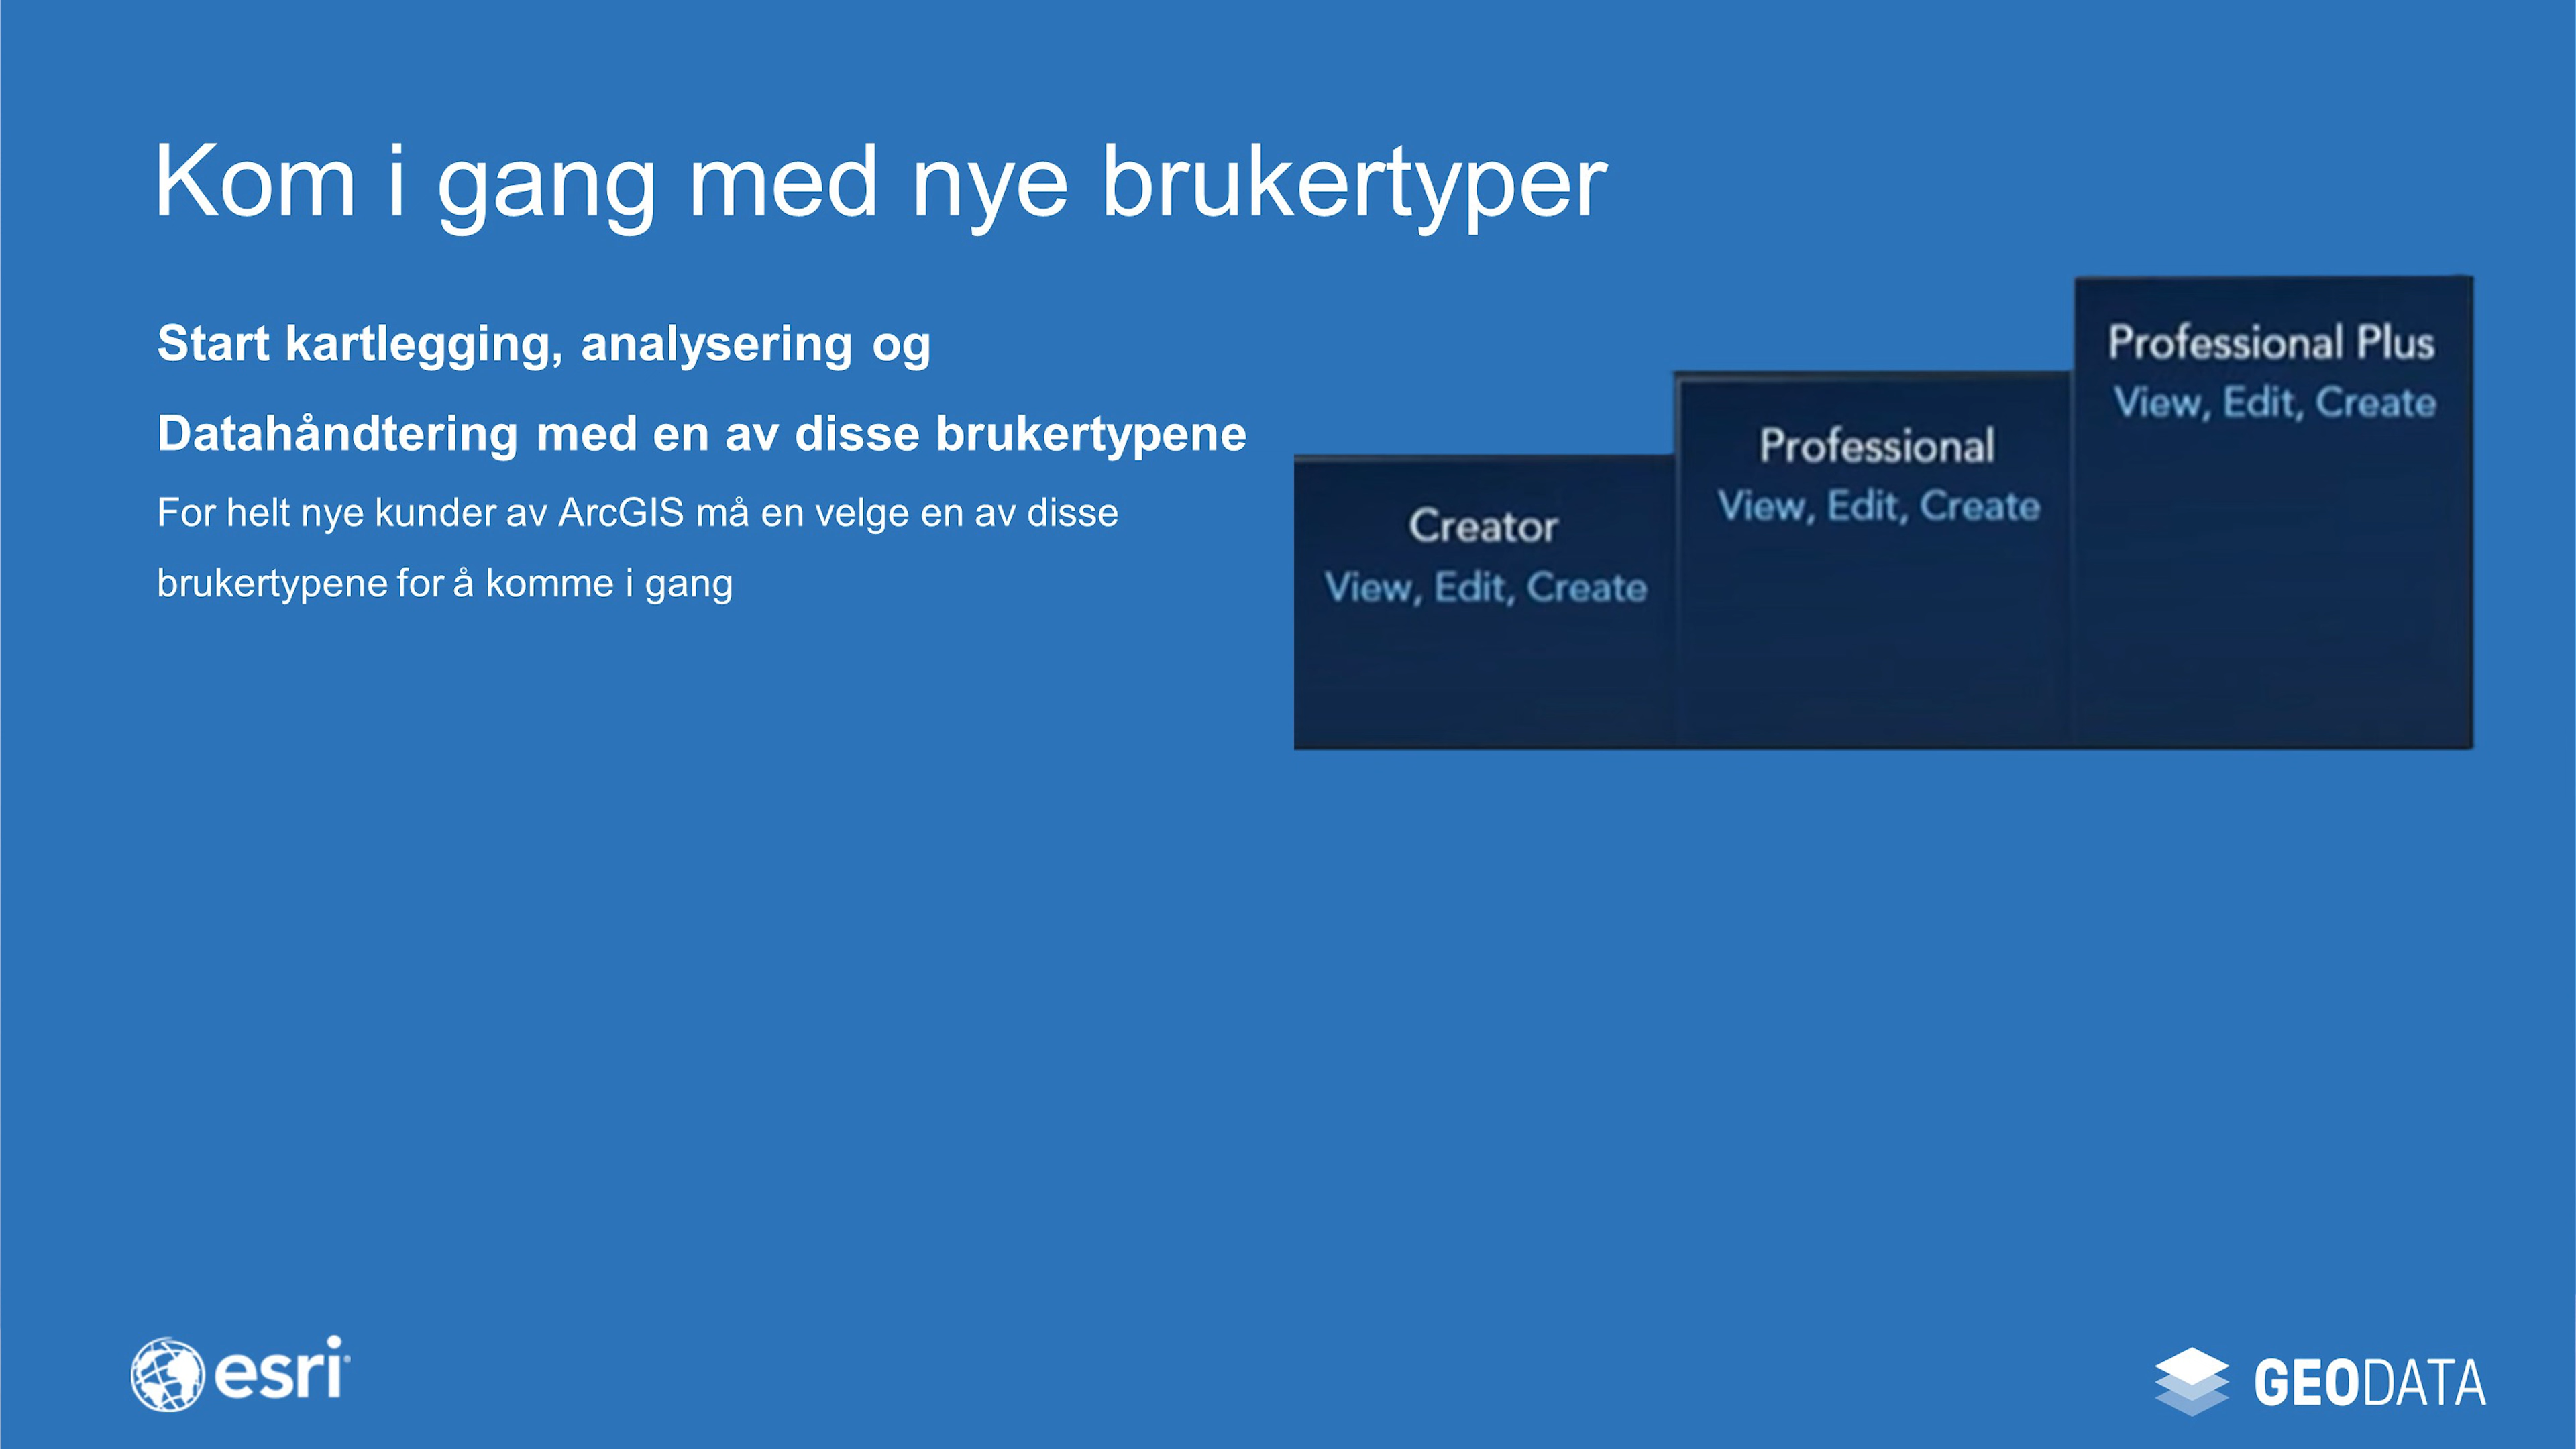 Kom i gang med nye brukertyper
Start kartlegging, analysering og
Datahåndtering med en av disse brukertypene
For helt nye kunder av ArcGIS må en velge en av disse
brukertypene for å komme i gang
Creator
View, Edit, Create
Professional
View, Edit, Create
Professional Plus
View, Edit, Create
esri
GEODATA